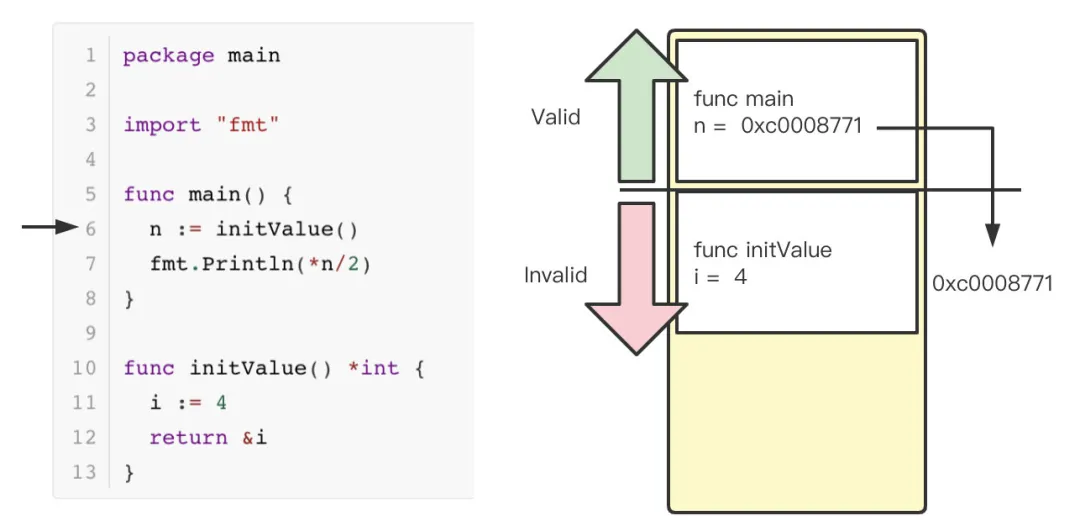 1 package main
2
3 import "fmt"
4
5 func main() {
6   n := initValue()
7   fmt.Println(*n/2)
8 }
9
10 func initValue() *int {
11   i := 4
12   return &i
13 }
Valid
func main
n = 0xc0008771
Invalid
func initValue
i = 4
0xc0008771